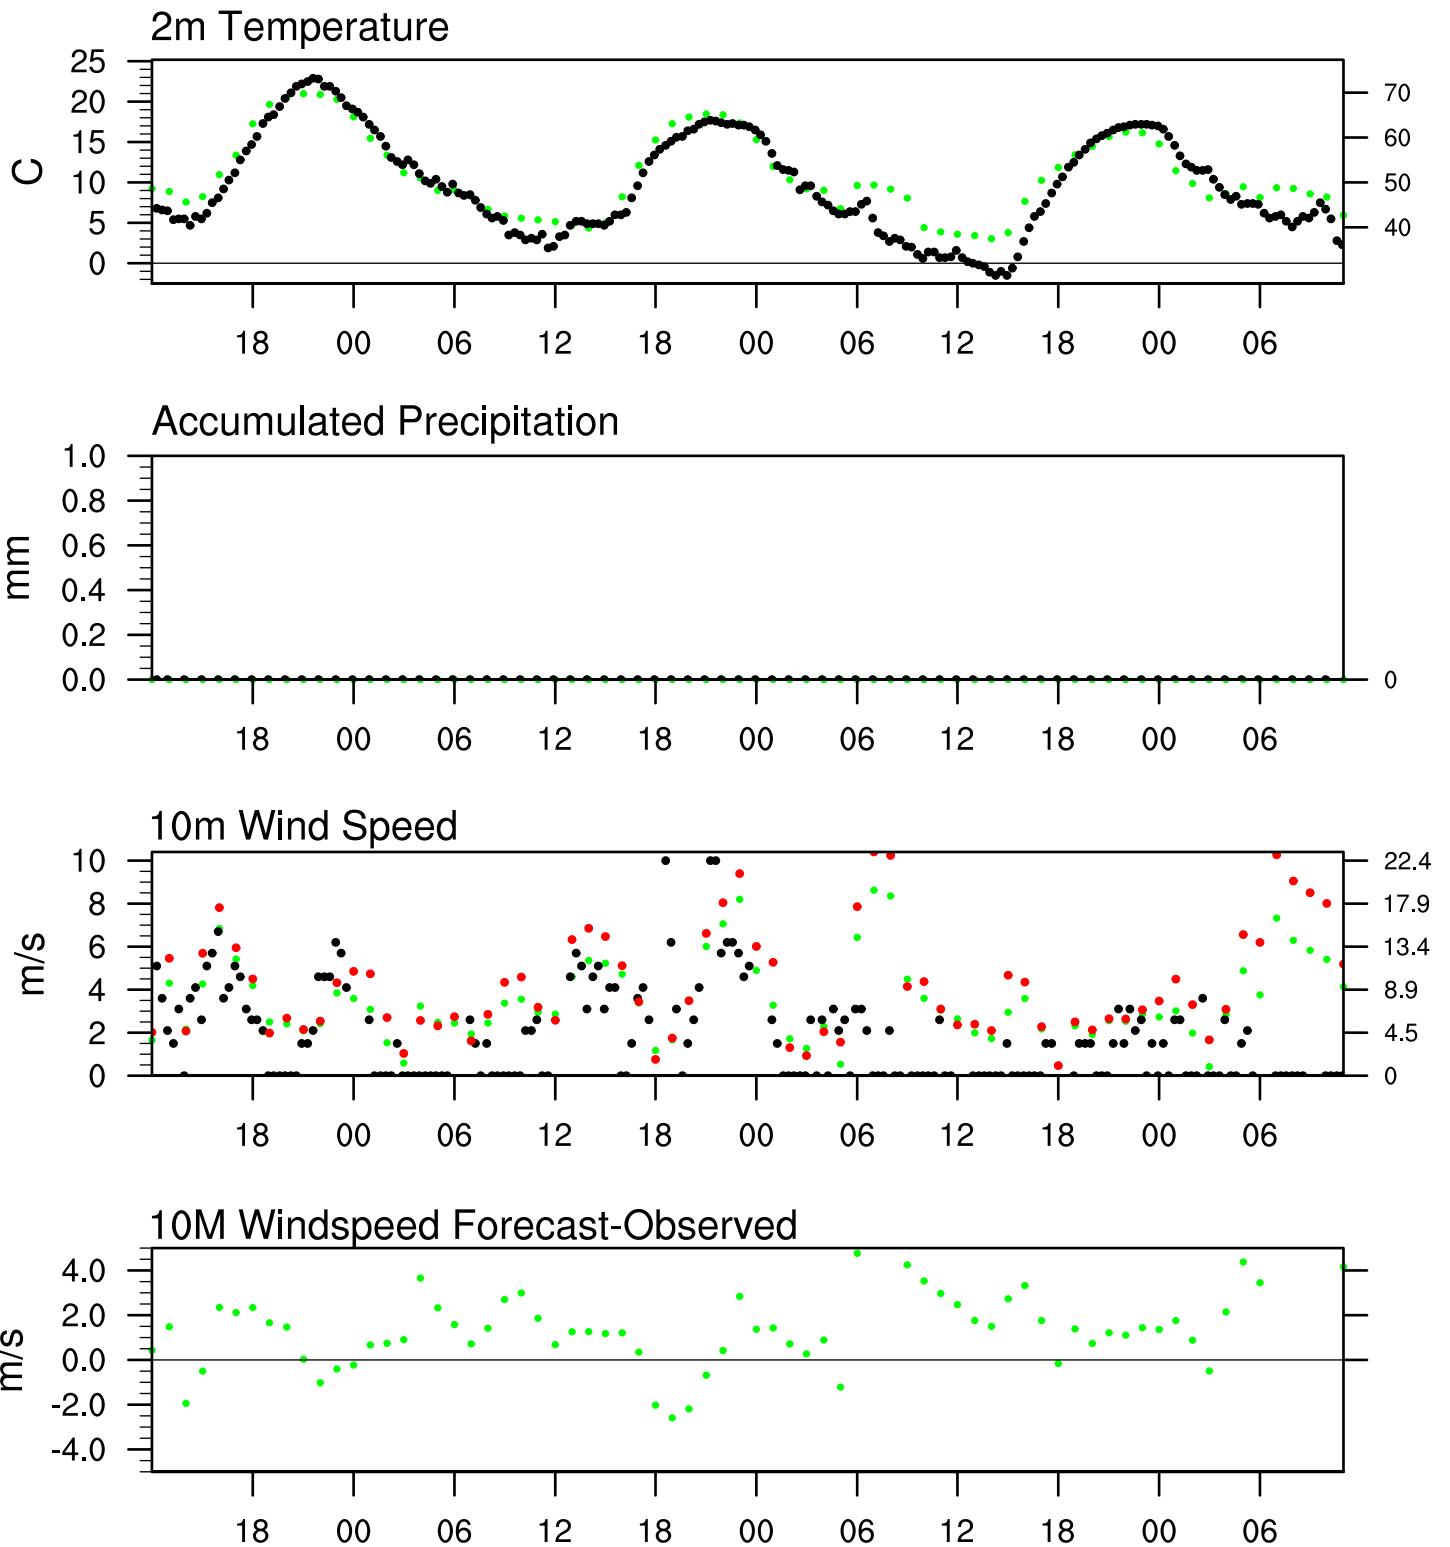 2m Temperature
25
20
15
10
5
0
C
70
60
50
40
18 00 06 12 18 00 06 12 18 00 06
Accumulated Precipitation
1.0
0.8
0.6
0.4
0.2
0.0
mm
0
18 00 06 12 18 00 06 12 18 00 06
10m Wind Speed
10
8
6
4
2
0
m/s
22.4
17.9
13.4
8.9
4.5
0
18 00 06 12 18 00 06 12 18 00 06
10M Windspeed Forecast-Observed
4.0
2.0
0.0
-2.0
-4.0
m/s
18 00 06 12 18 00 06 12 18 00 06